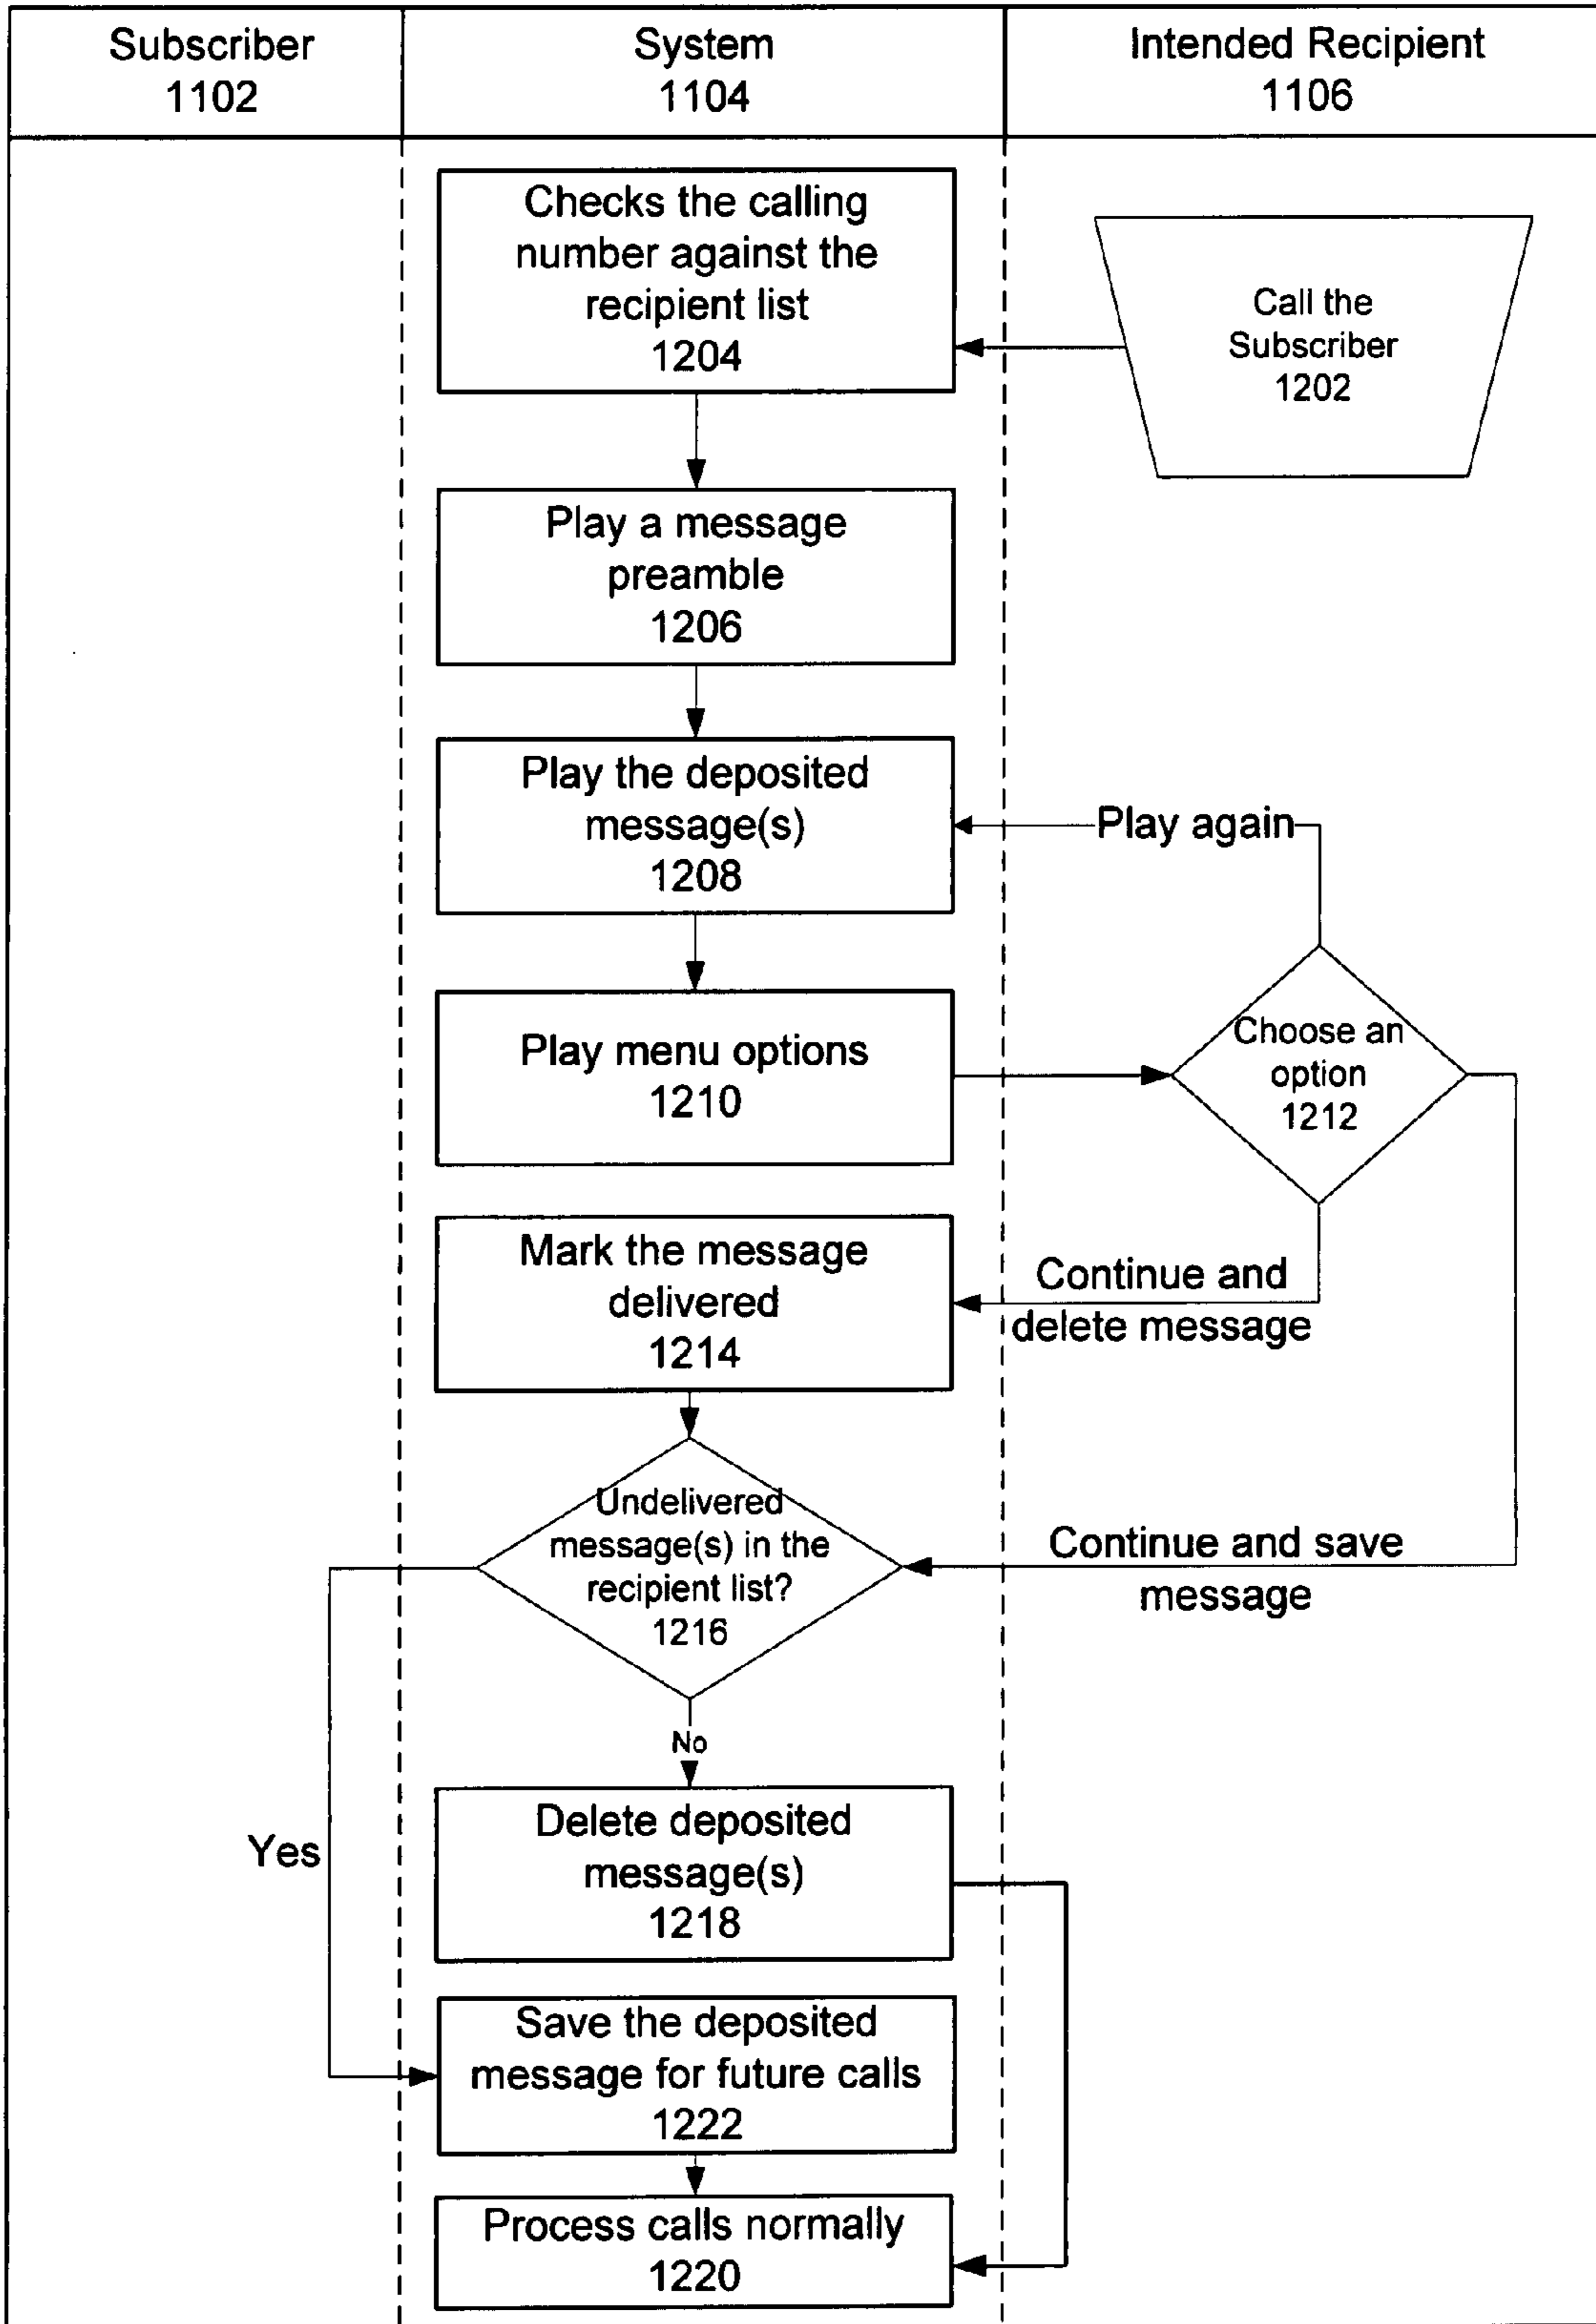 Subscriber
1102
System
1104
Intended Recipient
1106
Checks the calling
number against the
recipient list
1204
Call the
Subscriber
1202
Play a message
preamble
1206
Play the deposited
message(s)
1208
Play again
Play menu options
1210
Choose an
option
1212
Mark the message
delivered
1214
Continue and
delete message
Undelivered
message(s) in the
recipient list?
1216
Continue and save
message
No
Yes
Delete deposited
message(s)
1218
Save the deposited
message for future calls
1222
Process calls normally
1220